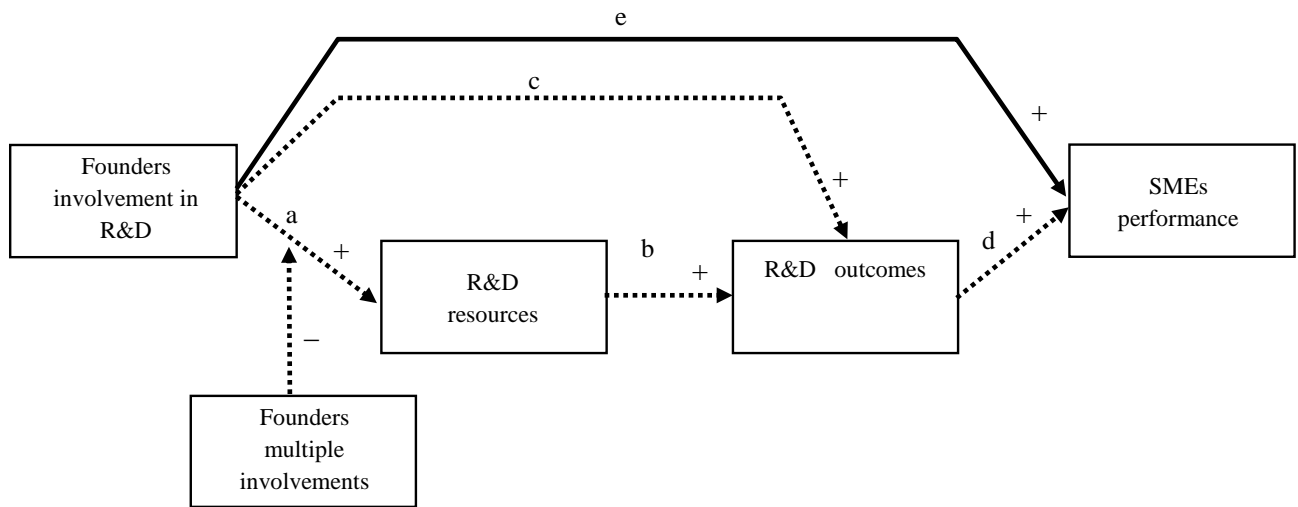 e
c
+
Founders
involvement in
R&D
SMEs
performance
+
+
a
+
b
+
d
R&D
resources
R&D outcomes
−
Founders
multiple
involvements